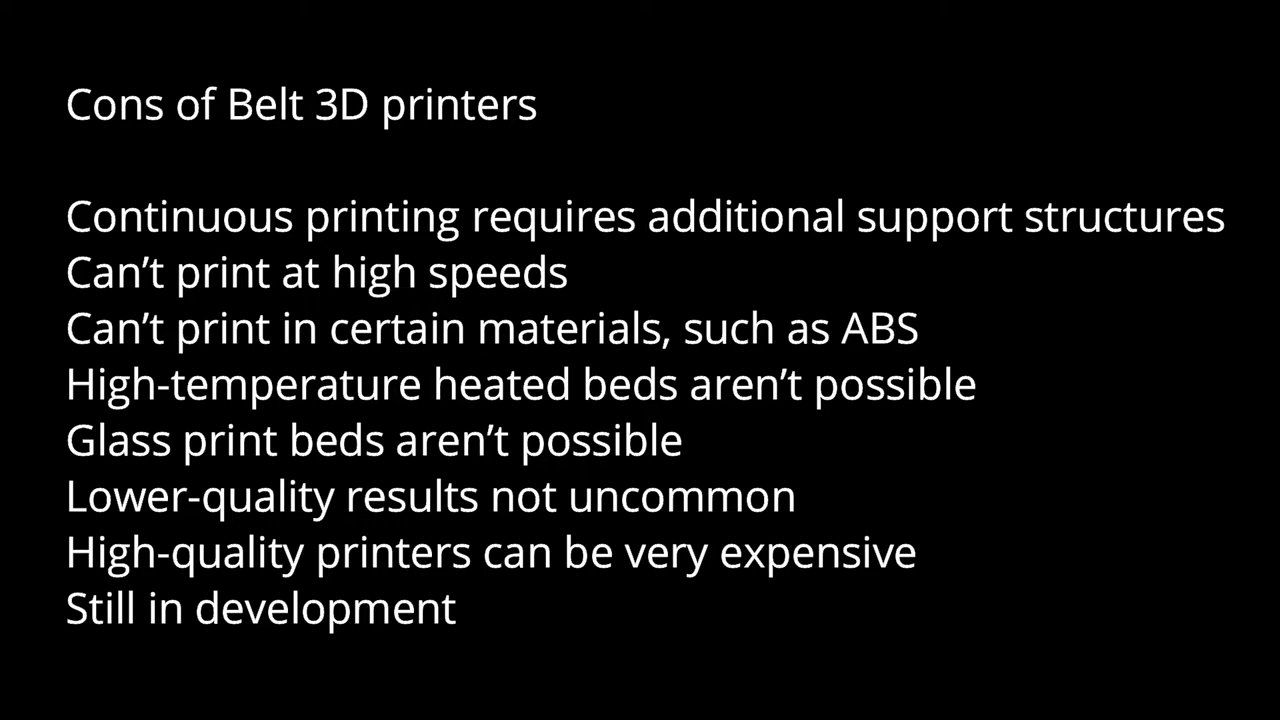 Cons of Belt 3D printers
Continuous printing requires additional support structures
Can’t print at high speeds
Can’t print in certain materials, such as ABS
High-temperature heated beds aren’t possible
Glass print beds aren’t possible
Lower-quality results not uncommon
High-quality printers can be very expensive
Still in development